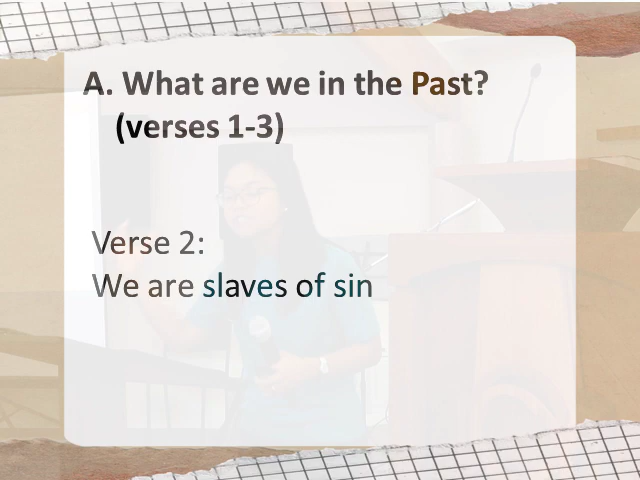 A. What are we in the Past?
(verses 1-3)
Verse 2:
We are slaves of sin